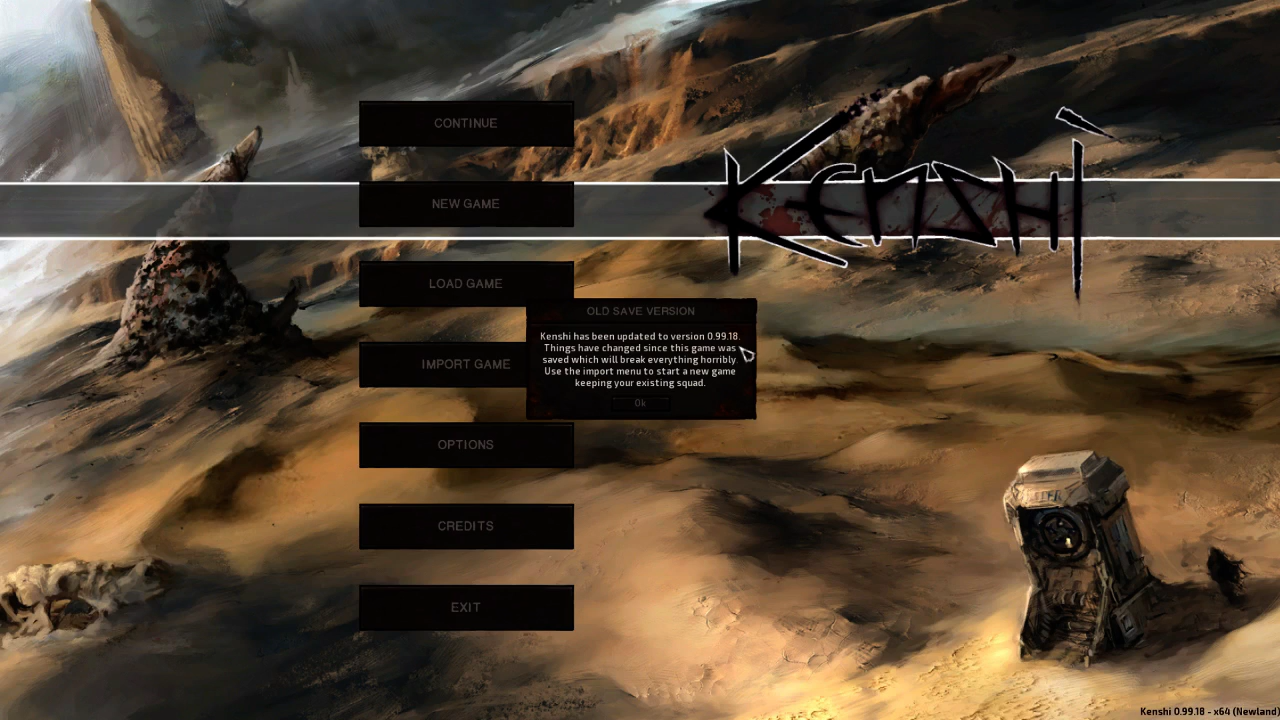 CONTINUE
KENSHI
NEW GAME
LOAD GAME
OLD SAVE VERSION
Kenshi has been updated to version 0.99.18.
Things have changed since this game was
saved which will break everything horribly.
Use the import menu to start a new game
keeping your existing squad.
Ok
IMPORT GAME
OPTIONS
CREDITS
EXIT
Kenshi 0.99.18 - x64 (Newland)